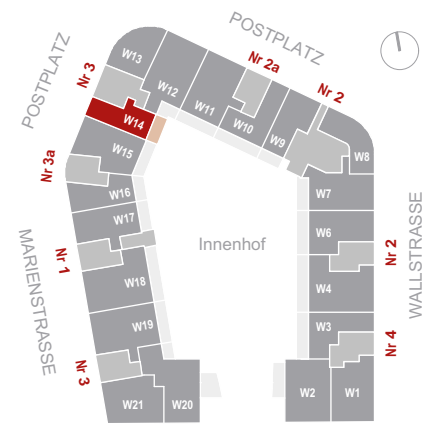 POSTPLATZ
POSTPLATZ
Nr 3
Nr 2a
Nr 2
W13
W12
W11
W10
W9
W8
W14
W15
Nr 3a
W16
W17
W7
W6
Innenhof
Nr 2
WALLSTRASSE
MARIENSTRASSE
Nr 1
W18
W4
W19
W3
Nr 4
Nr 3
W21
W20
W2
W1